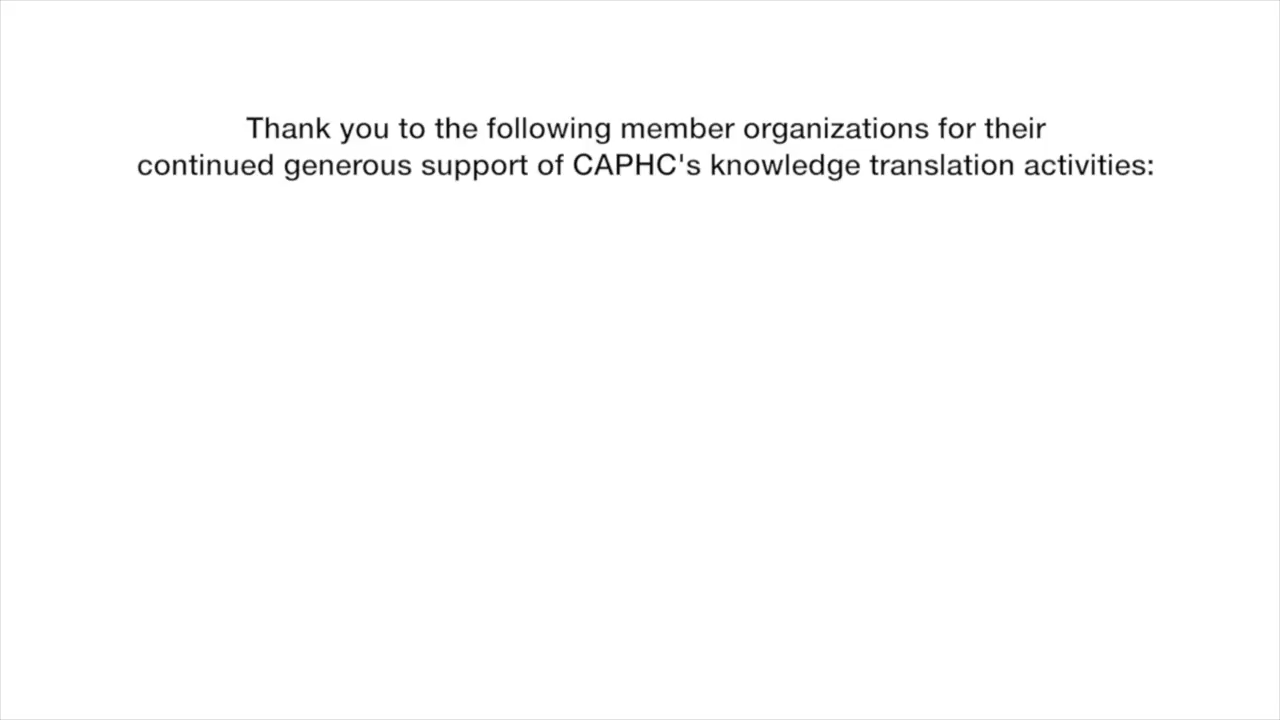 Thank you to the following member organizations for their
continued generous support of CAPHC's knowledge translation activities: